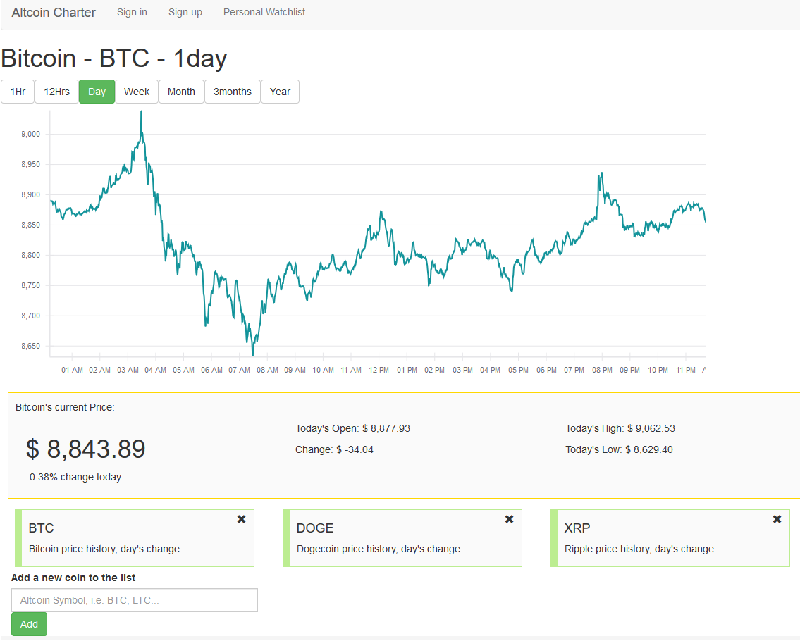 Altcoin Charter Sign in Sign up Personal Watchlist
Bitcoin - BTC - 1day
1Hr 12Hrs Day Week Month 3months Year
9,000
8,950
8,900
8,850
8,800
8,750
8,700
8,650
01 AM 02 AM 03 AM 04 AM 05 AM 06 AM 07 AM 08 AM 09 AM 10 AM 11 AM 12 PM 01 PM 02 PM 03 PM 04 PM 05 PM 06 PM 07 PM 08 PM 09 PM 10 PM 11 PM
Bitcoin's current Price:
$ 8,843.89
0.38% change today
Today's Open: $ 8,877.93
Change: $ -34.04
Today's High: $ 9,062.53
Today's Low: $ 8,629.40
BTC
Bitcoin price history, day's change
DOGE
Dogecoin price history, day's change
XRP
Ripple price history, day's change
Add a new coin to the list
Altcoin Symbol, i.e. BTC, LTC...
Add